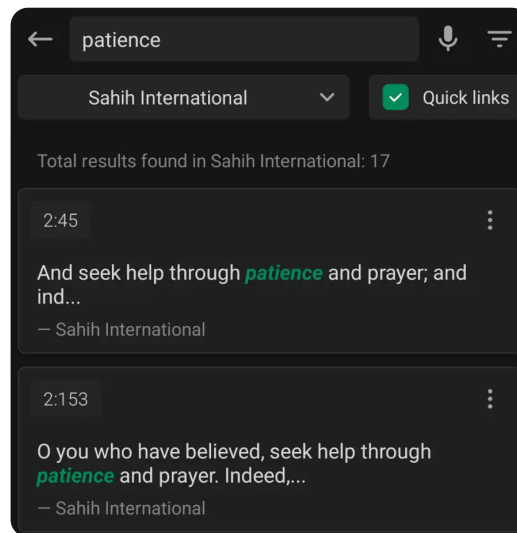 patience
Sahih International
Quick links
Total results found in Sahih International: 17
2:45
And seek help through patience and prayer; and
ind...
— Sahih International
2:153
O you who have believed, seek help through
patience and prayer. Indeed,...
— Sahih International